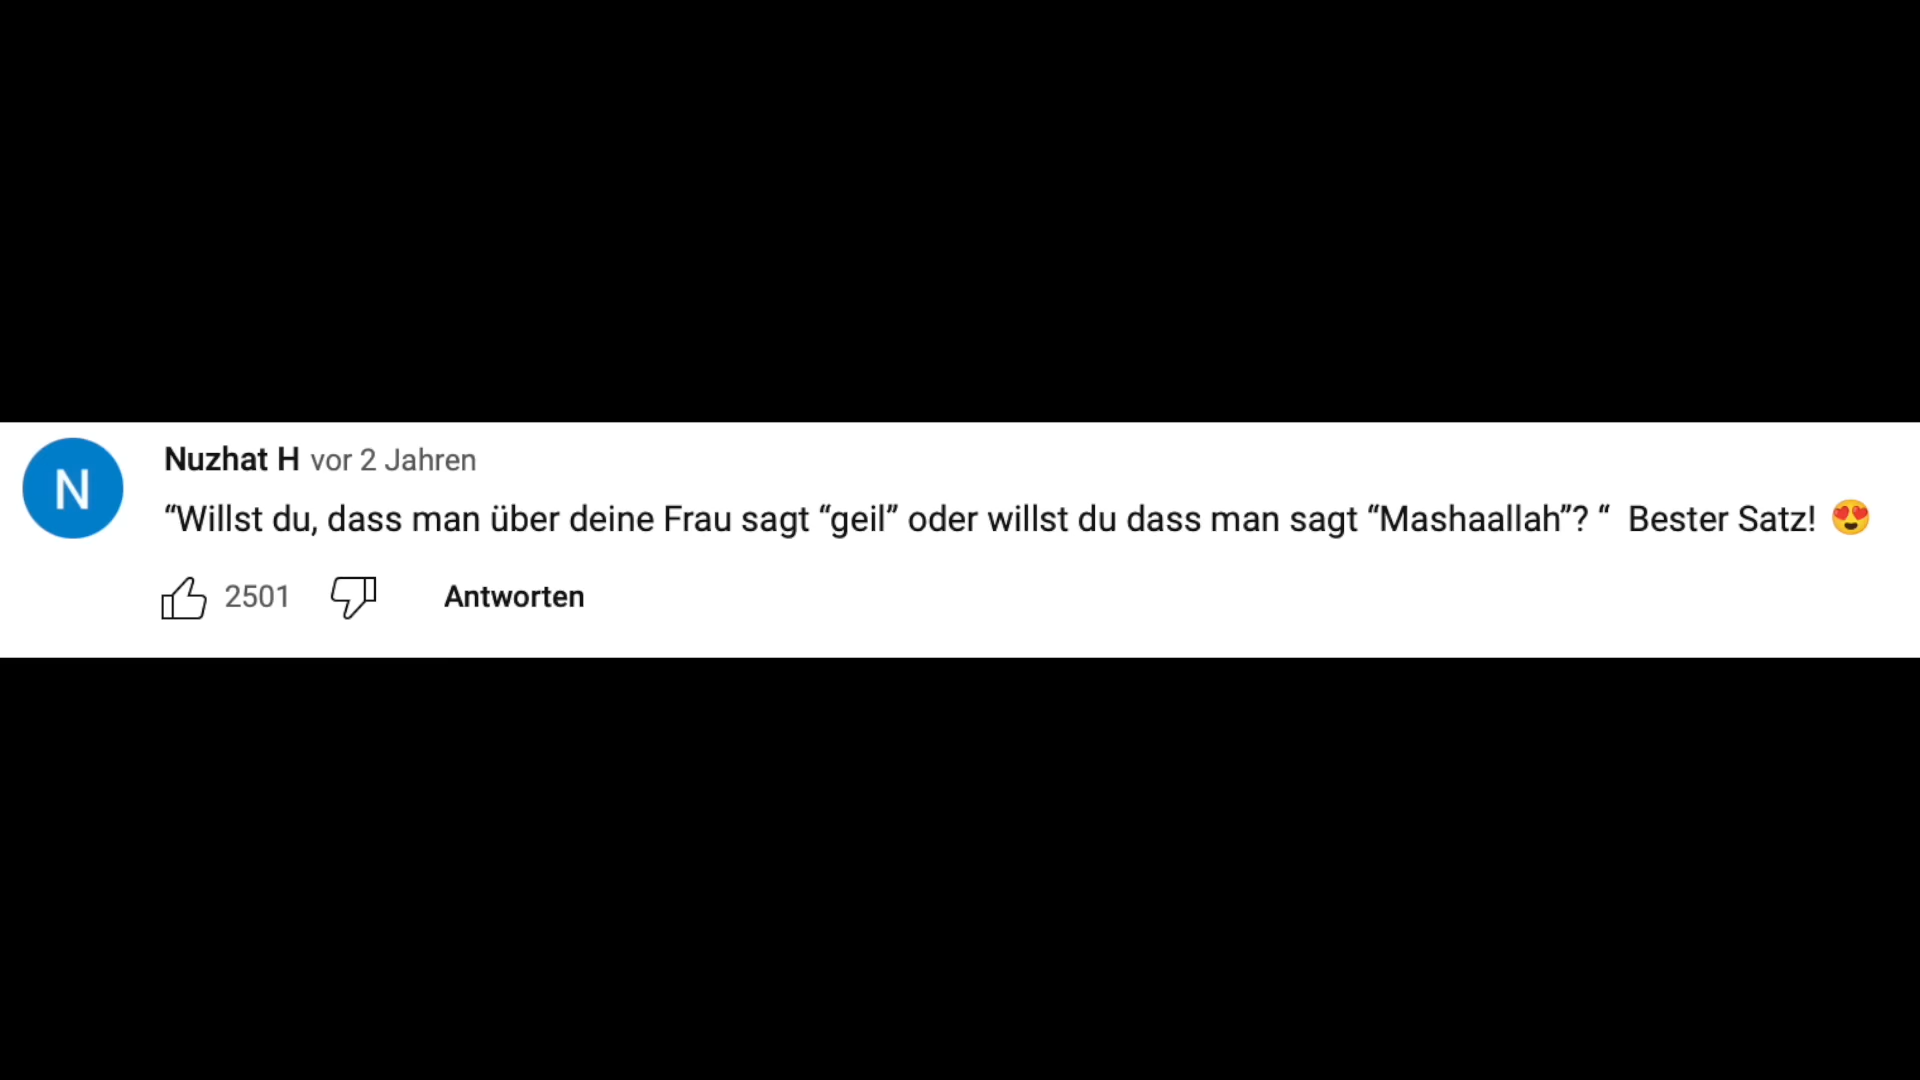 N
Nuzhat H vor 2 Jahren
“Willst du, dass man über deine Frau sagt “geil” oder willst du dass man sagt “Mashaallah”? “  Bester Satz! 😍
2501 Antworten